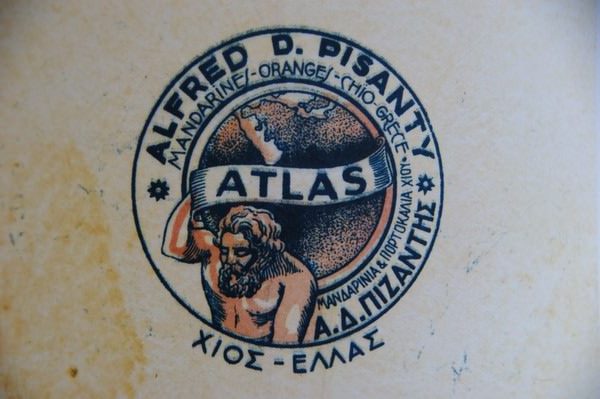 ALFRED D. PISANTY
MANDARINES-ORANGES-CHIO-GRECE
ATLAS
ΜΑΝΔΑΡΙΝΙΑ & ΠΟΡΤΟΚΑΛΙΑ ΧΙΟΥ
Α.Δ.ΠΙΖΑΝΤΗΣ
ΧΙΟΣ-ΕΛΛΑΣ